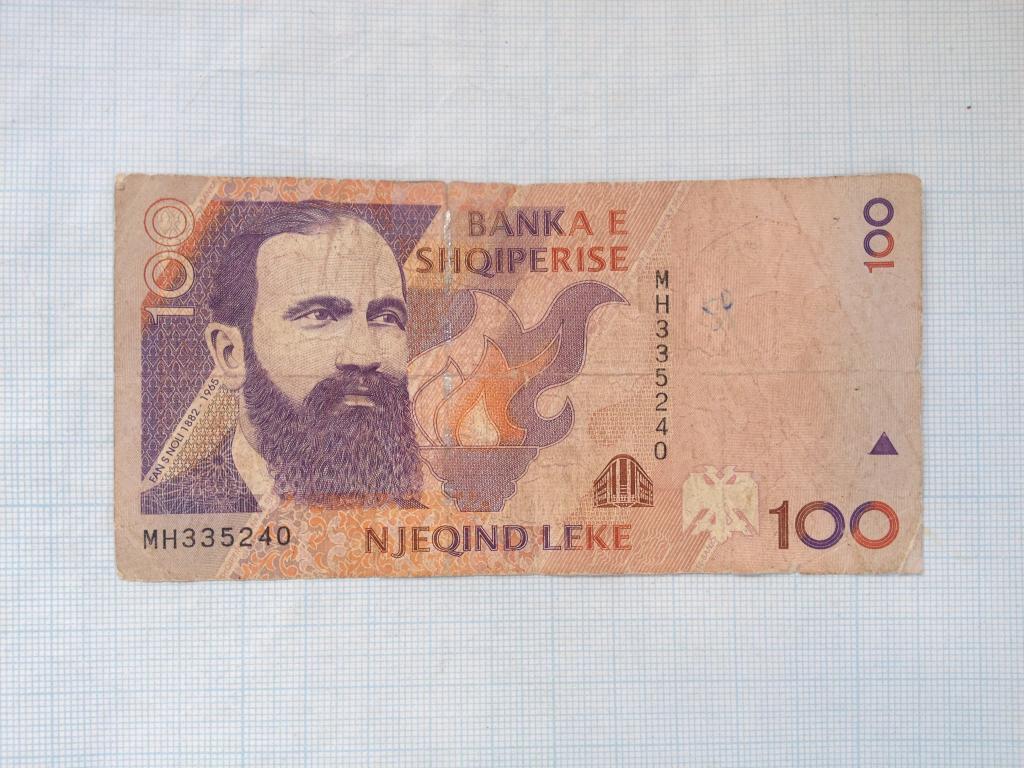 100
BANKA E
SHQIPERISE
100
MH335240
FAN S NOLI 1882 - 1965
MH335240
NJEQIND LEKE
100